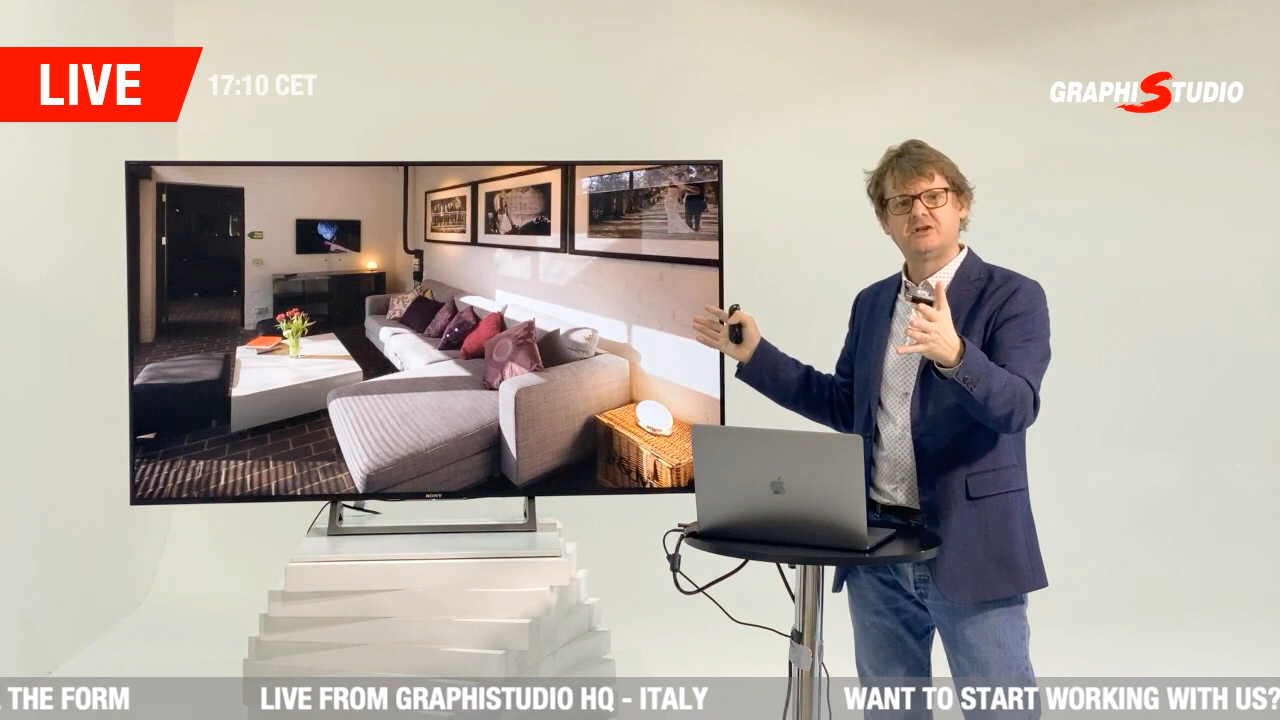 LIVE
17:10 CET
GRAPHISTUDIO
SONY
. THE FORM
LIVE FROM GRAPHISTUDIO HQ - ITALY
WANT TO START WORKING WITH US?